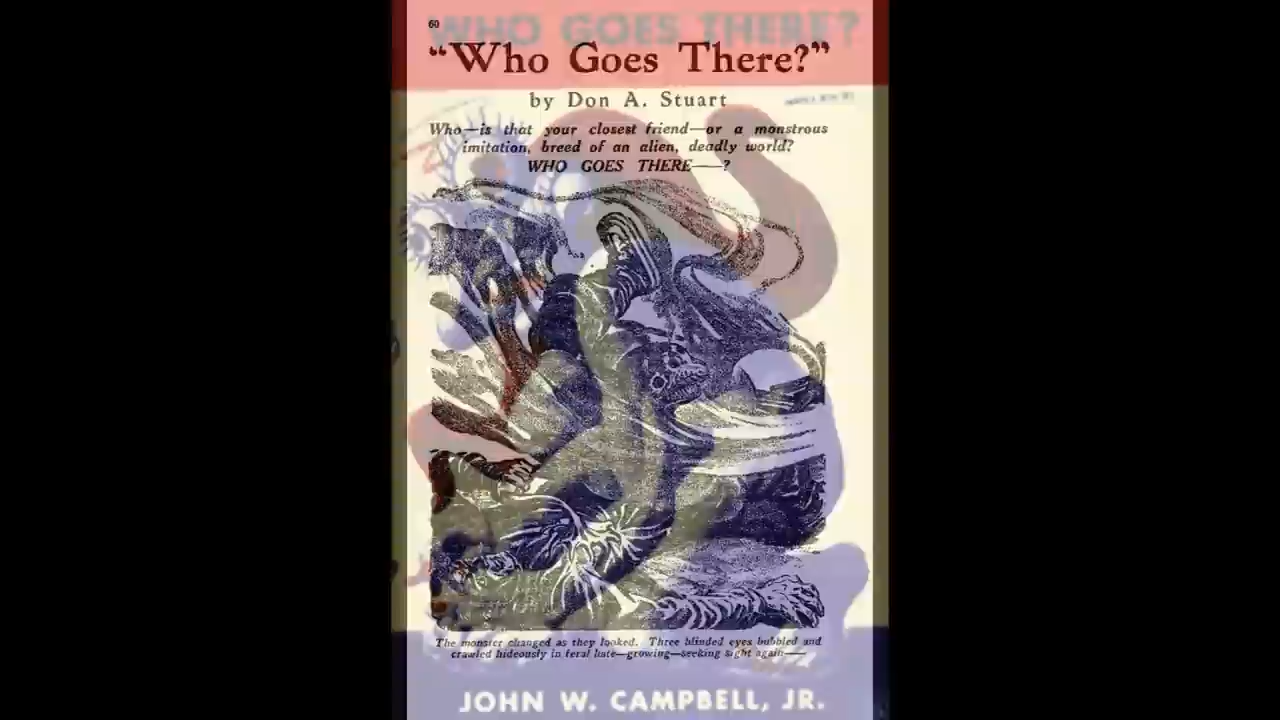 60
WHO GOES THERE?
“Who Goes There?”
by Don A. Stuart
Who—is that your closest friend—or a monstrous
imitation, breed of an alien, deadly world?
WHO GOES THERE——?
The monster changed as they looked. Three blinded eyes bubbled and
crawled hideously in feral hate—growing—seeking sight again——
JOHN W. CAMPBELL, JR.